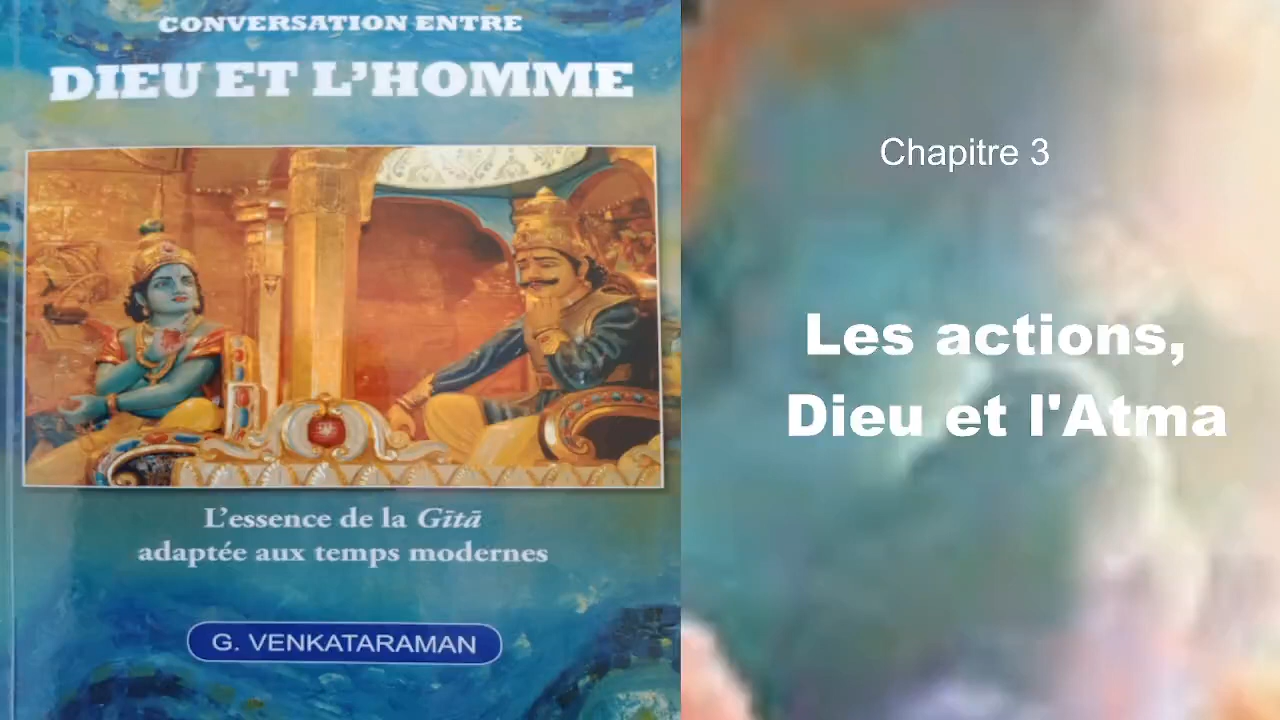 CONVERSATION ENTRE
DIEU ET L'HOMME
L'essence de la Gītā
adaptée aux temps modernes
G. VENKATARAMAN
Chapitre 3
Les actions,
Dieu et l'Atma